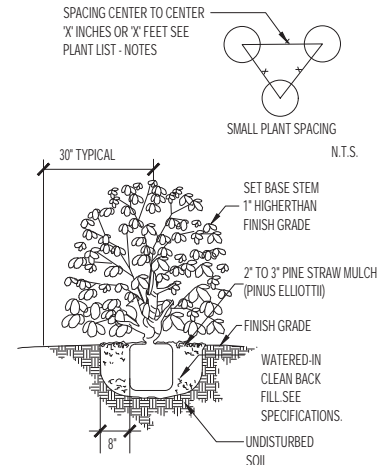 SPACING CENTER TO CENTER
'X' INCHES OR 'X' FEET SEE
PLANT LIST - NOTES
SMALL PLANT SPACING
N.T.S.
30" TYPICAL
SET BASE STEM
1" HIGHERTHAN
FINISH GRADE
2" TO 3" PINE STRAW MULCH
(PINUS ELLIOTTII)
FINISH GRADE
WATERED-IN
CLEAN BACK
FILL.SEE
SPECIFICATIONS.
8"
UNDISTURBED
SOIL